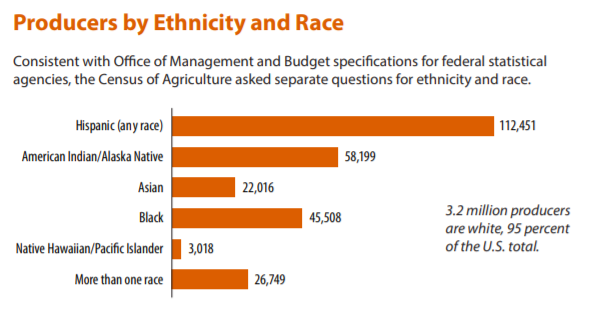 Producers by Ethnicity and Race
Consistent with Office of Management and Budget specifications for federal statistical
agencies, the Census of Agriculture asked separate questions for ethnicity and race.
Hispanic (any race) 112,451
American Indian/Alaska Native 58,199
Asian 22,016
Black 45,508
Native Hawaiian/Pacific Islander 3,018
More than one race 26,749
3.2 million producers
are white, 95 percent
of the U.S. total.